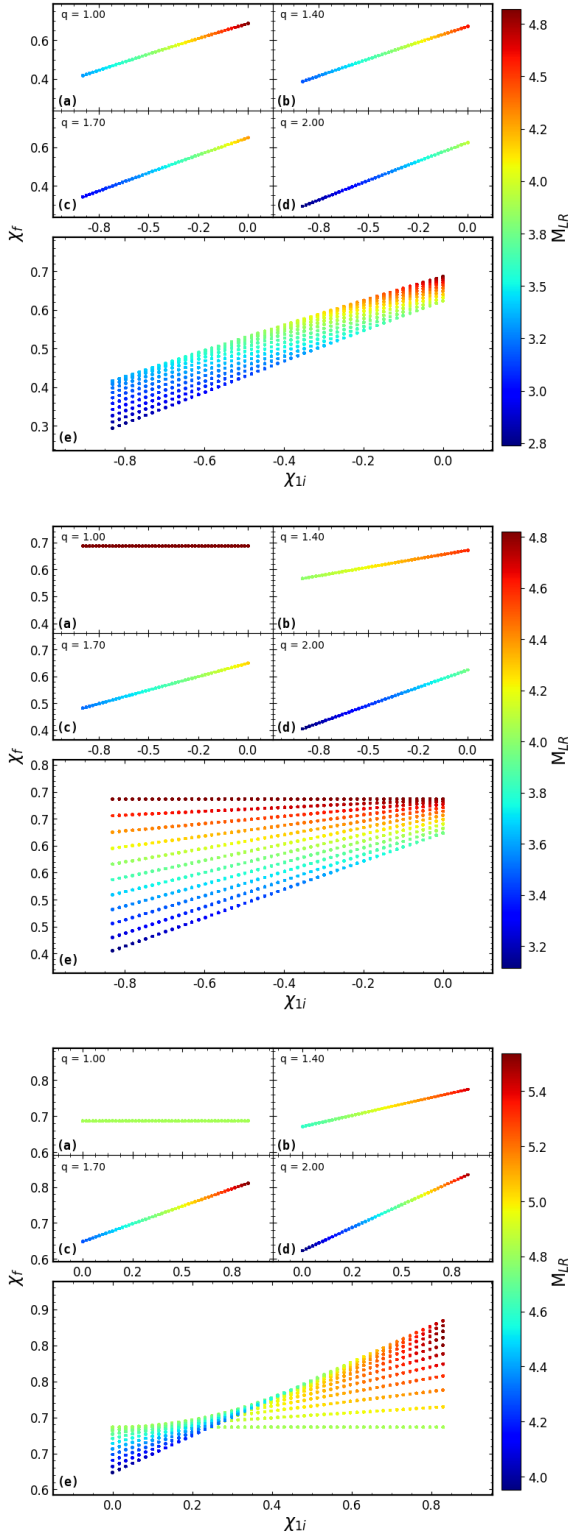 q = 1.00
q = 1.40
0.6
0.4
(a)
(b)
q = 1.70
q = 2.00
0.6
0.4
(c)
(d)
-0.8 -0.5 -0.2 0.0 -0.8 -0.5 -0.2 0.0
χf
0.7
0.6
0.5
0.4
0.3
(e)
-0.8 -0.6 -0.4 -0.2 0.0
χ1i
4.8
4.5
4.2
4.0
3.8
3.5
3.2
3.0
2.8
MLR
q = 1.00
q = 1.40
0.7
0.6
0.5
0.4
(a)
(b)
q = 1.70
q = 2.00
0.7
0.6
0.5
0.4
(c)
(d)
-0.8 -0.5 -0.2 0.0 -0.8 -0.5 -0.2 0.0
χf
0.8
0.7
0.7
0.6
0.6
0.5
0.5
0.4
(e)
-0.8 -0.6 -0.4 -0.2 0.0
χ1i
4.8
4.6
4.4
4.2
4.0
3.8
3.6
3.4
3.2
MLR
q = 1.00
q = 1.40
0.8
0.7
0.6
(a)
(b)
q = 1.70
q = 2.00
0.8
0.7
0.6
(c)
(d)
0.0 0.2 0.5 0.8 0.0 0.2 0.5 0.8
χf
0.9
0.8
0.8
0.7
0.7
0.6
(e)
0.0 0.2 0.4 0.6 0.8
χ1i
5.4
5.2
5.0
4.8
4.6
4.4
4.2
4.0
MLR